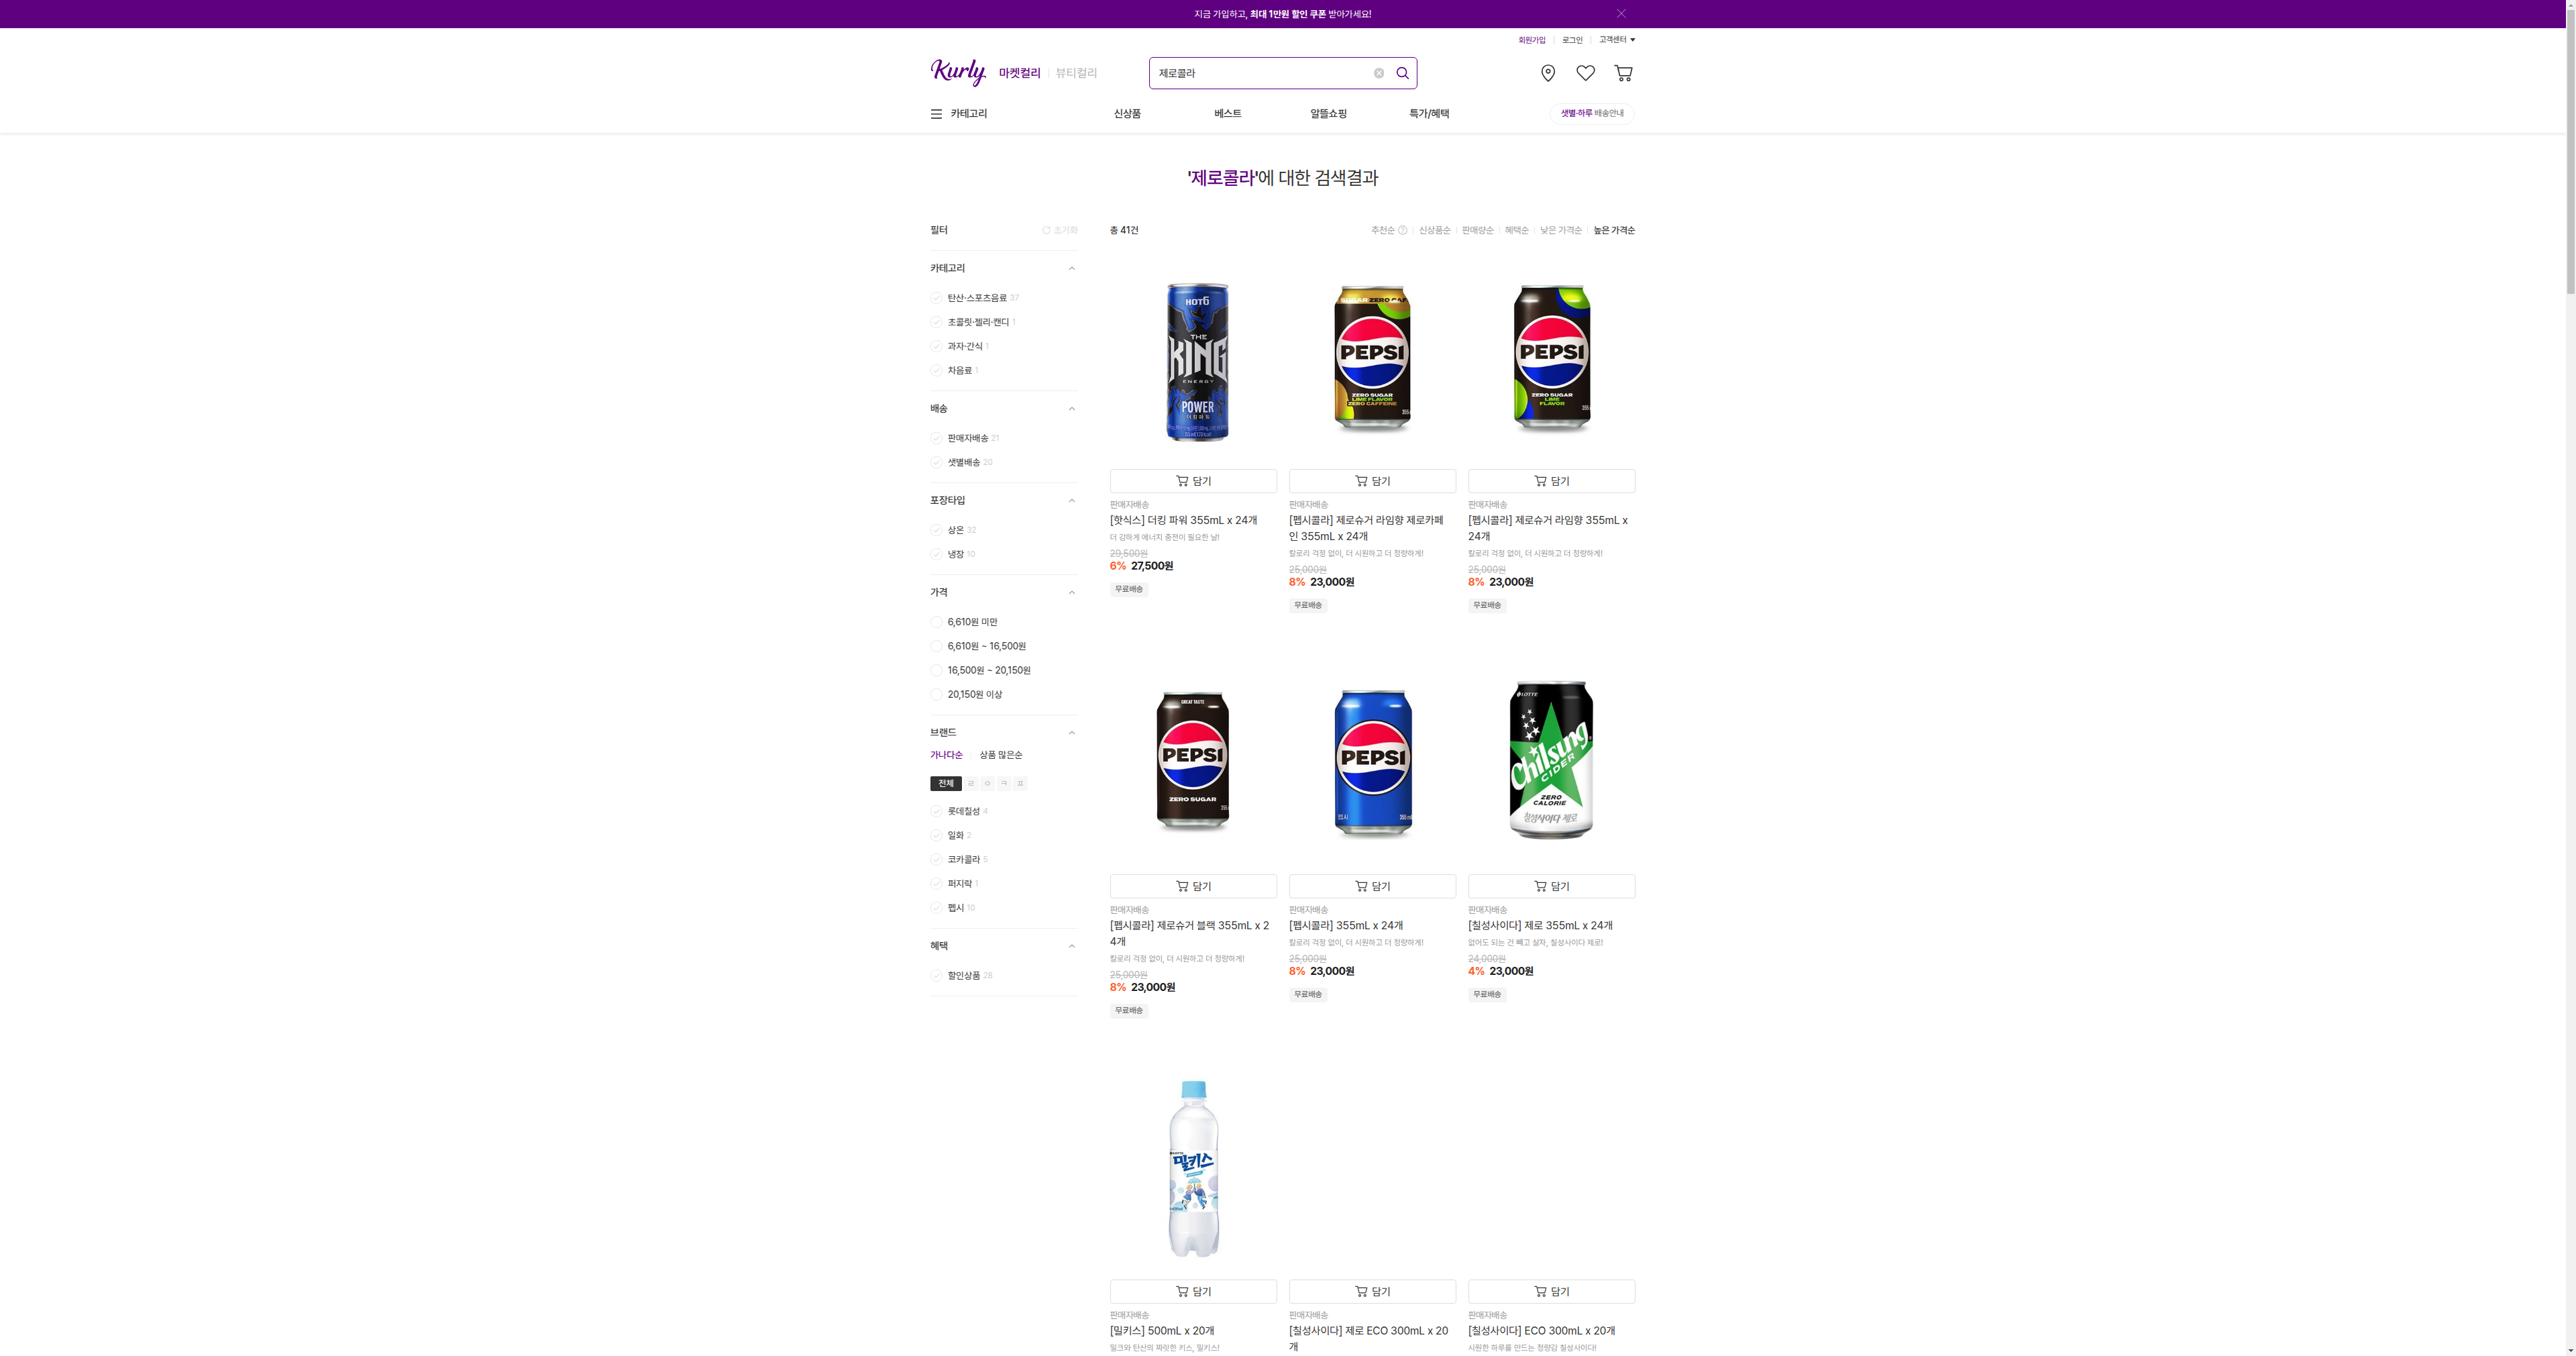 지금 가입하고, 최대 1만원 할인 쿠폰 받아가세요!
회원가입 로그인 고객센터
Kurly 마켓컬리 뷰티컬리
제로콜라
카테고리 신상품 베스트 알뜰쇼핑 특가/혜택 샛별·하루 배송안내
'제로콜라'에 대한 검색결과
필터 초기화
카테고리
탄산·스포츠음료 37
초콜릿·젤리·캔디 1
과자·간식 1
차음료 1
배송
판매자배송 21
샛별배송 20
포장타입
상온 32
냉장 10
가격
6,610원 미만
6,610원 ~ 16,500원
16,500원 ~ 20,150원
20,150원 이상
브랜드
가나다순 상품 많은순
전체 ㄹ ㅇ ㅋ ㅍ
롯데칠성 4
일화 2
코카콜라 5
퍼지락 1
펩시 10
혜택
할인상품 28
총 41건 추천순 신상품순 판매량순 혜택순 낮은 가격순 높은 가격순
HOT6
THE
KING
ENERGY
POWER
더킹파워
담기
판매자배송
[핫식스] 더킹 파워 355mL x 24개
더 강하게 에너지 충전이 필요한 날!
29,500원
6% 27,500원
무료배송
PEPSI
ZERO SUGAR
LIME FLAVOR
ZERO CAFFEINE
담기
판매자배송
[펩시콜라] 제로슈거 라임향 제로카페
인 355mL x 24개
칼로리 걱정 없이, 더 시원하고 더 청량하게!
25,000원
8% 23,000원
무료배송
PEPSI
ZERO SUGAR
LIME
FLAVOR
담기
판매자배송
[펩시콜라] 제로슈거 라임향 355mL x
24개
칼로리 걱정 없이, 더 시원하고 더 청량하게!
25,000원
8% 23,000원
무료배송
GREAT TASTE
PEPSI
ZERO SUGAR
담기
판매자배송
[펩시콜라] 제로슈거 블랙 355mL x 2
4개
칼로리 걱정 없이, 더 시원하고 더 청량하게!
25,000원
8% 23,000원
무료배송
PEPSI
펩시
담기
판매자배송
[펩시콜라] 355mL x 24개
칼로리 걱정 없이, 더 시원하고 더 청량하게!
25,000원
8% 23,000원
무료배송
LOTTE
Chilsung
CIDER
ZERO
CALORIE
칠성사이다 제로
담기
판매자배송
[칠성사이다] 제로 355mL x 24개
없어도 되는 건 빼고 살자, 칠성사이다 제로!
24,000원
4% 23,000원
무료배송
밀키스
담기
판매자배송
[밀키스] 500mL x 20개
밀크와 탄산의 짜릿한 키스, 밀키스!
담기
판매자배송
[칠성사이다] 제로 ECO 300mL x 20
개
담기
판매자배송
[칠성사이다] ECO 300mL x 20개
시원한 하루를 만드는 청량감 칠성사이다!